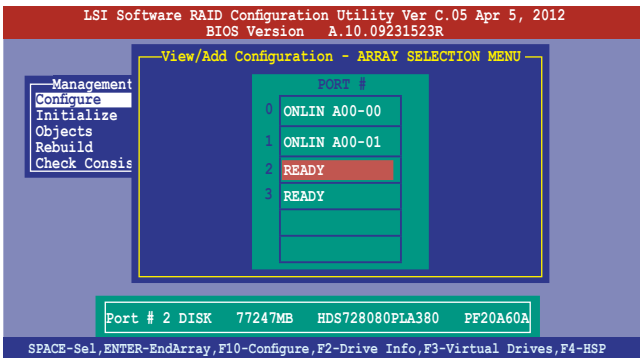 LSI Software RAID Configuration Utility Ver C.05 Apr 5, 2012
BIOS Version A.10.09231523R
View/Add Configuration - ARRAY SELECTION MENU
Management
Configure
Initialize
Objects
Rebuild
Check Consis
PORT #
0 ONLIN A00-00
1 ONLIN A00-01
2 READY
3 READY
Port # 2 DISK 77247MB HDS728080PLA380 PF20A60A
SPACE-Sel,ENTER-EndArray,F10-Configure,F2-Drive Info,F3-Virtual Drives,F4-HSP